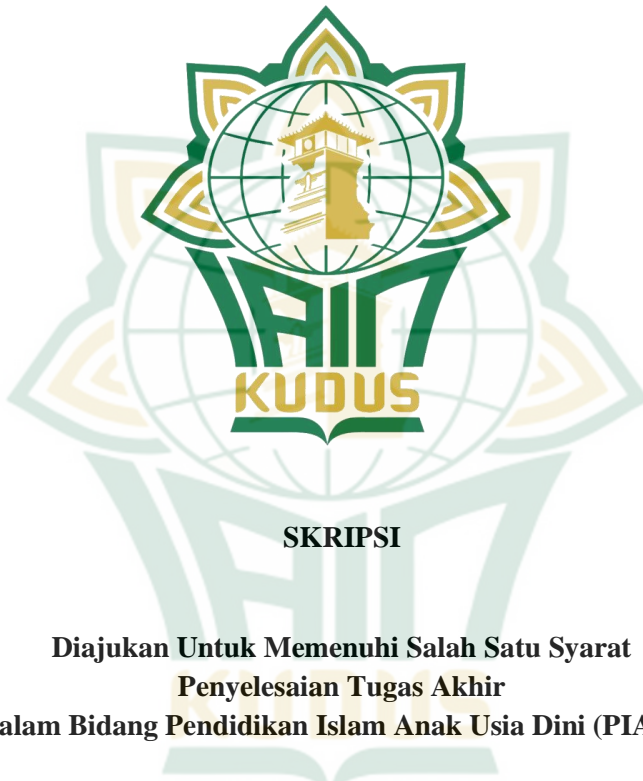 IAIN
KUDUS
SKRIPSI
Diajukan Untuk Memenuhi Salah Satu Syarat
Penyelesaian Tugas Akhir
alam Bidang Pendidikan Islam Anak Usia Dini (PIA